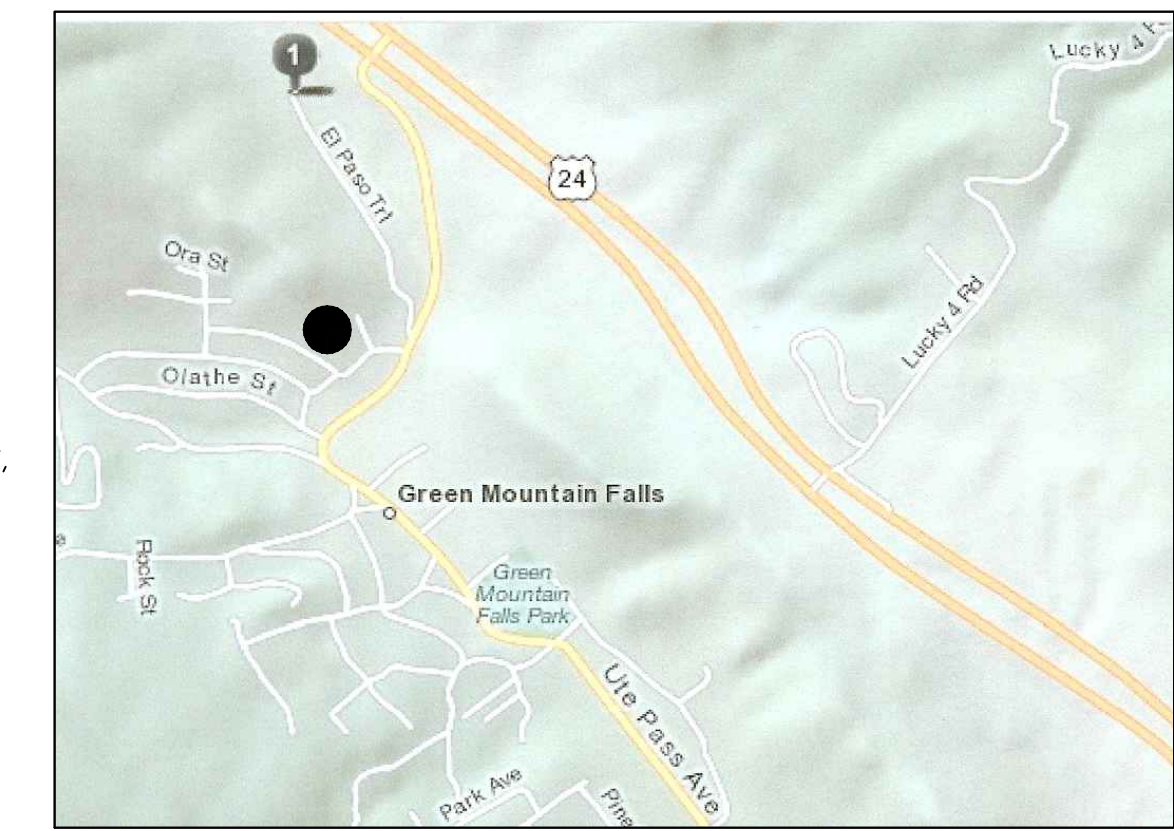 1
Lucky 4
El Paso Trl
24
Ora St
Lucky 4 Rd
Olathe St
Green Mountain Falls
Rock St
Green
Mountain
Falls Park
Ute Pass Ave
Park Ave
Pine